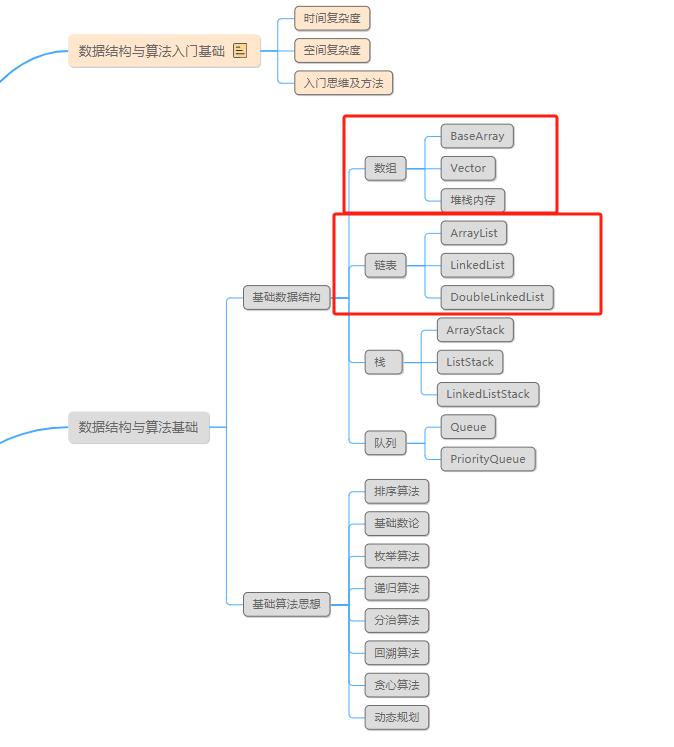 数据结构与算法入门基础
时间复杂度
空间复杂度
入门思维及方法
数据结构与算法基础
基础数据结构
数组
BaseArray
Vector
堆栈内存
链表
ArrayList
LinkedList
DoubleLinkedList
栈
ArrayStack
ListStack
LinkedListStack
队列
Queue
PriorityQueue
基础算法思想
排序算法
基础数论
枚举算法
递归算法
分治算法
回溯算法
贪心算法
动态规划